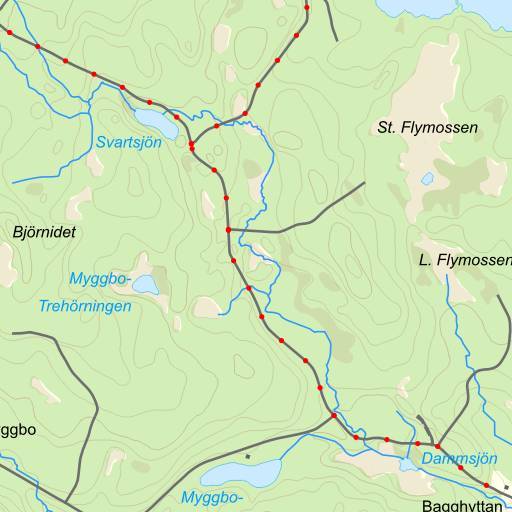 St. Flymossen
Svartsjön
Björnidet
L. Flymossen
Myggbo-
Trehörningen
ggbo
Dammsjön
Myggbo-
Bagghyttan